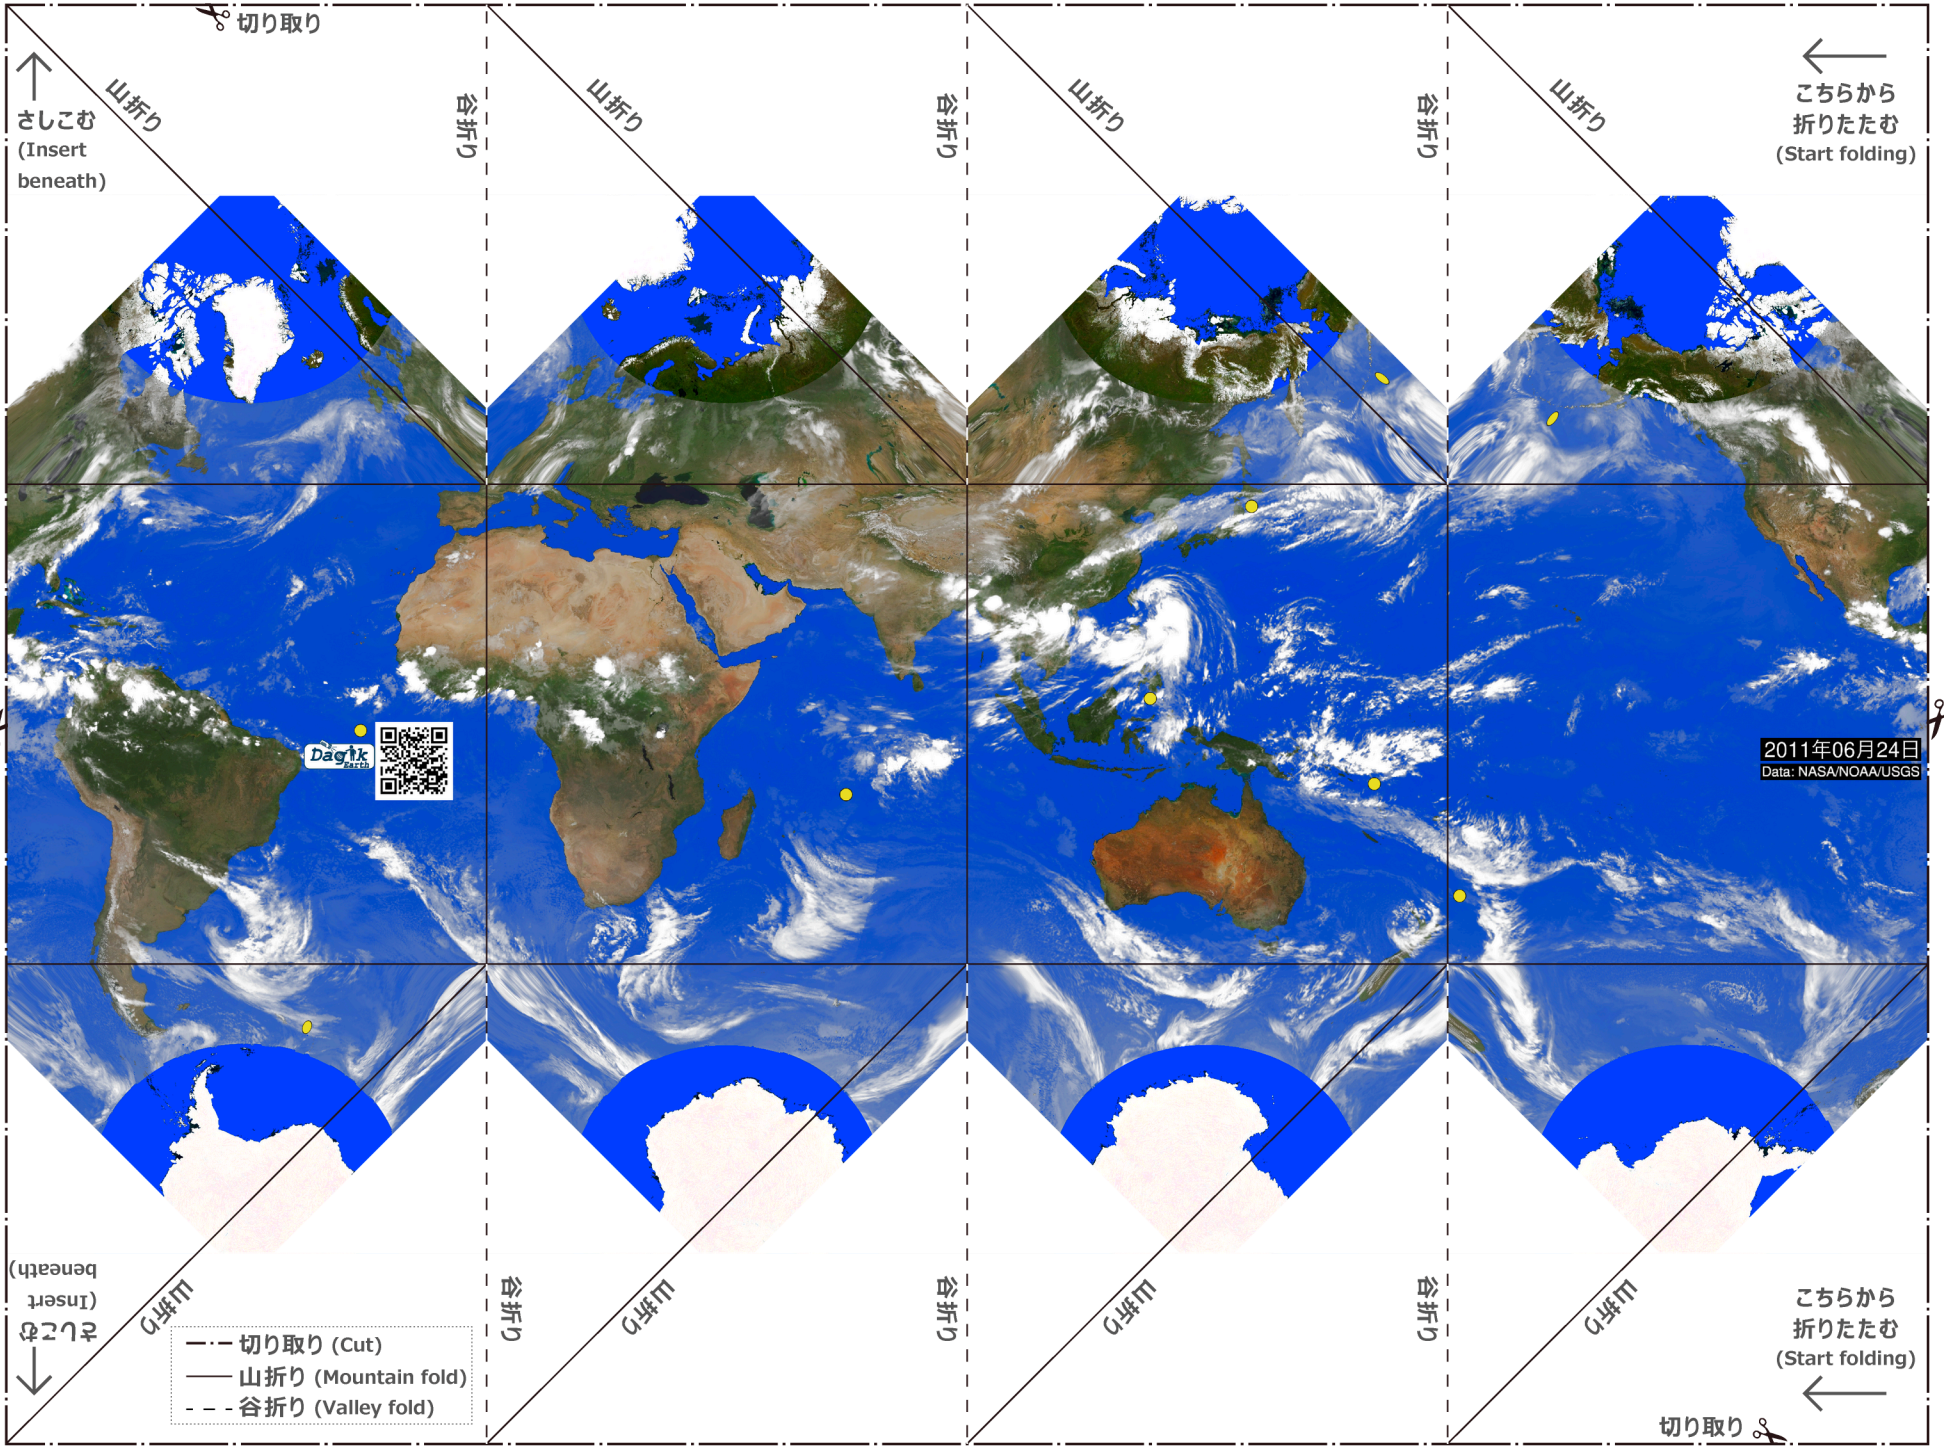 切り取り
山折り
谷折り
山折り
谷折り
山折り
谷折り
山折り
さしこむ
(Insert
beneath)
こちらから
折りたたむ
(Start folding)
Dagik
Earth
2011年06月24日
Data: NASA/NOAA/USGS
さしこむ
(Insert
beneath)
山折り
谷折り
山折り
谷折り
山折り
谷折り
山折り
こちらから
折りたたむ
(Start folding)
切り取り (Cut)
山折り (Mountain fold)
谷折り (Valley fold)
切り取り